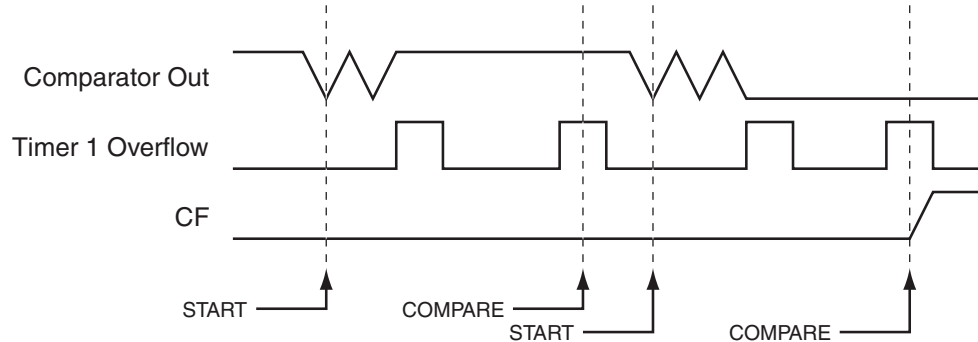 Comparator Out
Timer 1 Overflow
CF
START
COMPARE
START
COMPARE